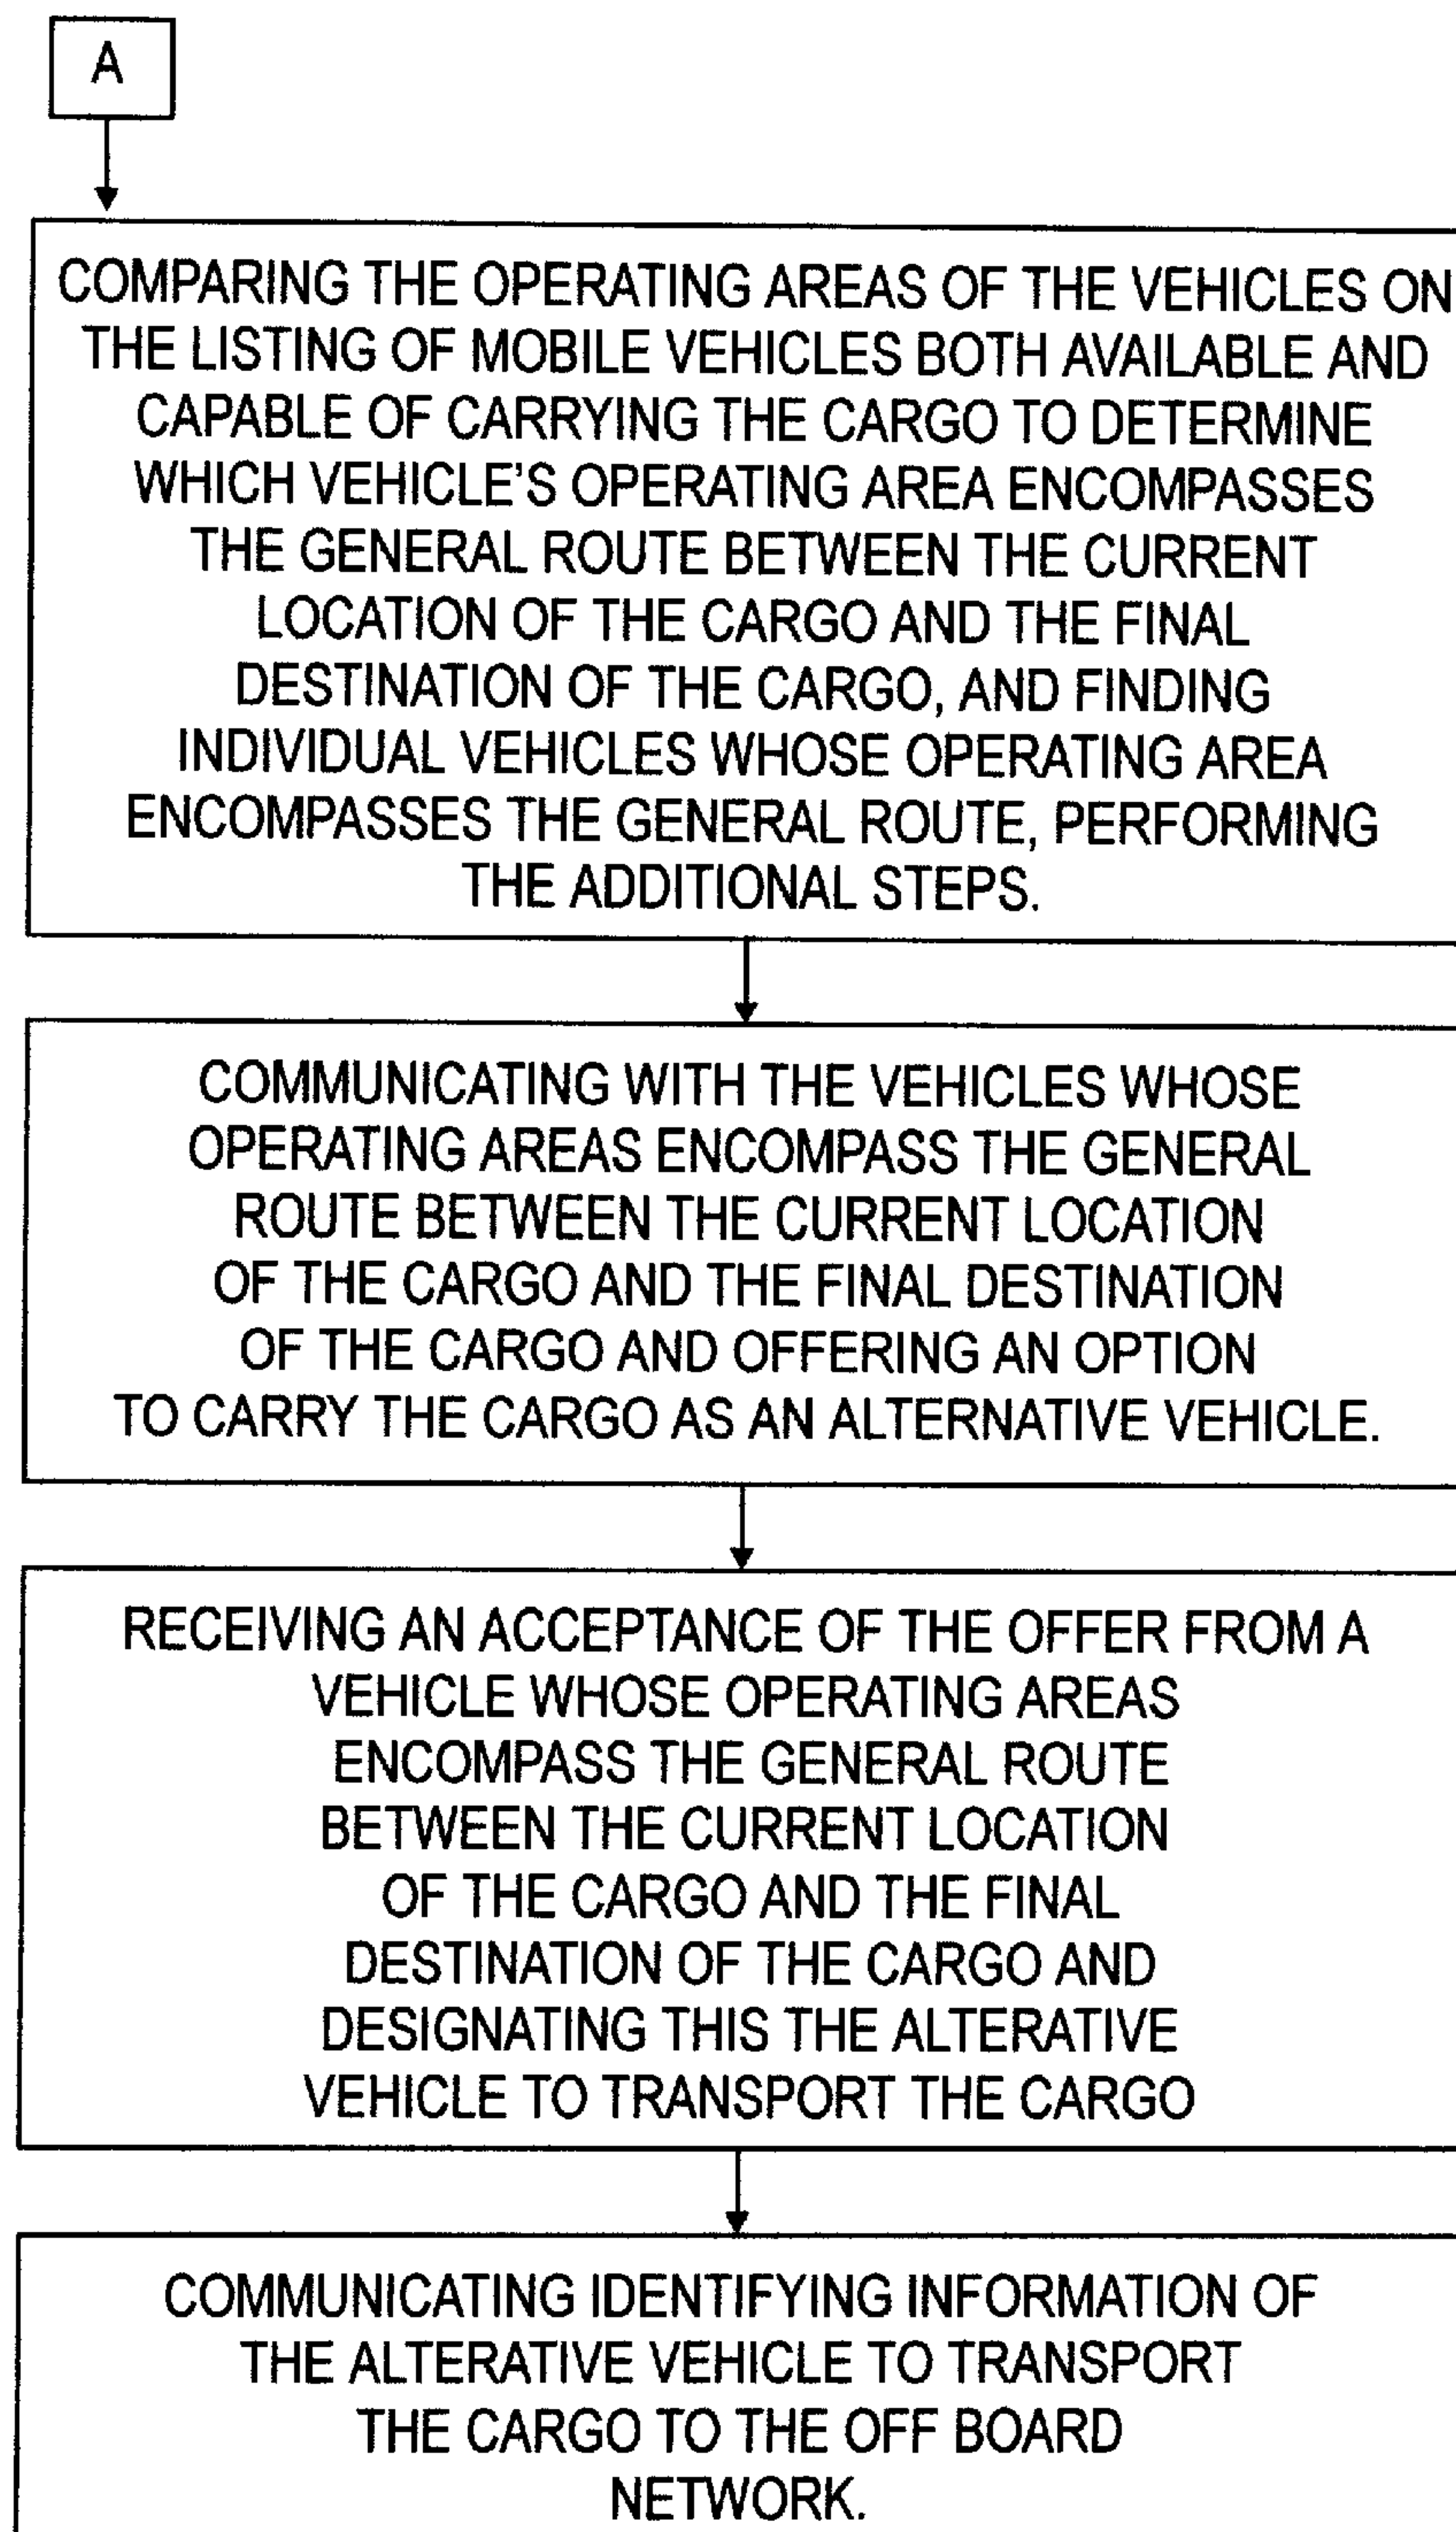 A
COMPARING THE OPERATING AREAS OF THE VEHICLES ON
THE LISTING OF MOBILE VEHICLES BOTH AVAILABLE AND
CAPABLE OF CARRYING THE CARGO TO DETERMINE
WHICH VEHICLE'S OPERATING AREA ENCOMPASSES
THE GENERAL ROUTE BETWEEN THE CURRENT
LOCATION OF THE CARGO AND THE FINAL
DESTINATION OF THE CARGO, AND FINDING
INDIVIDUAL VEHICLES WHOSE OPERATING AREA
ENCOMPASSES THE GENERAL ROUTE, PERFORMING
THE ADDITIONAL STEPS.
COMMUNICATING WITH THE VEHICLES WHOSE
OPERATING AREAS ENCOMPASS THE GENERAL
ROUTE BETWEEN THE CURRENT LOCATION
OF THE CARGO AND THE FINAL DESTINATION
OF THE CARGO AND OFFERING AN OPTION
TO CARRY THE CARGO AS AN ALTERNATIVE VEHICLE.
RECEIVING AN ACCEPTANCE OF THE OFFER FROM A
VEHICLE WHOSE OPERATING AREAS
ENCOMPASS THE GENERAL ROUTE
BETWEEN THE CURRENT LOCATION
OF THE CARGO AND THE FINAL
DESTINATION OF THE CARGO AND
DESIGNATING THIS THE ALTERATIVE
VEHICLE TO TRANSPORT THE CARGO
COMMUNICATING IDENTIFYING INFORMATION OF
THE ALTERATIVE VEHICLE TO TRANSPORT
THE CARGO TO THE OFF BOARD
NETWORK.